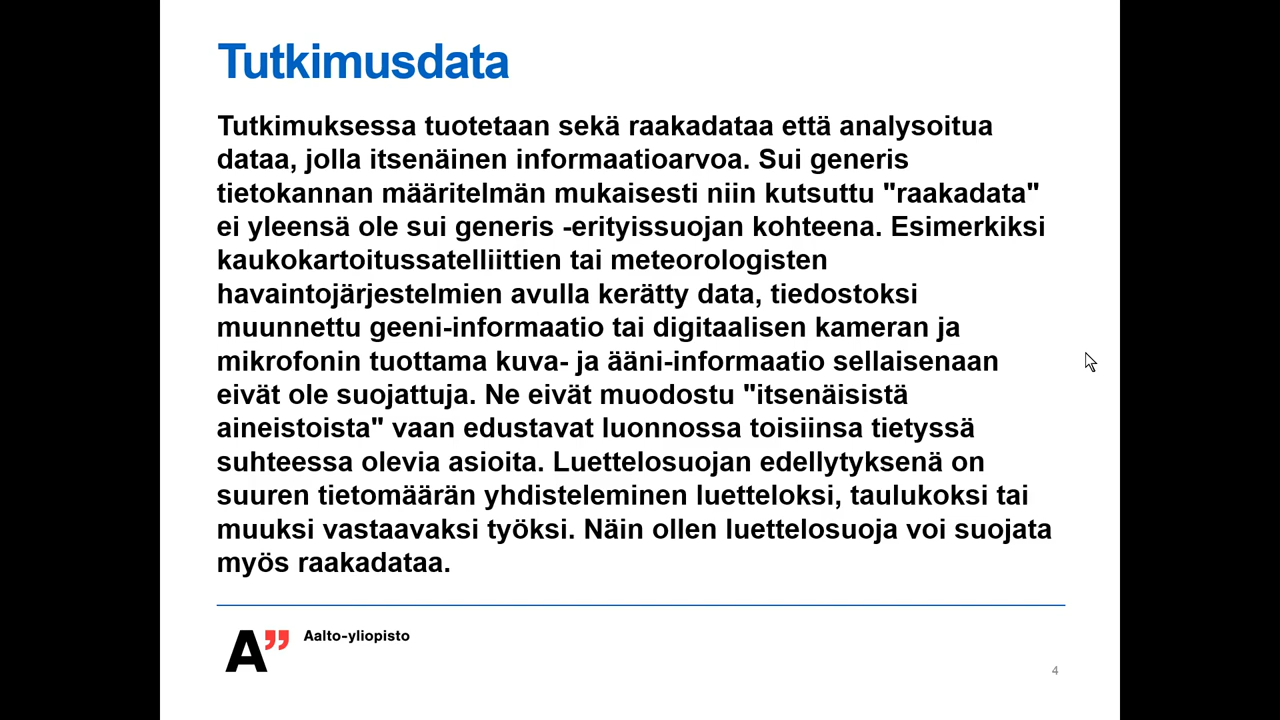 Tutkimusdata
Tutkimuksessa tuotetaan sekä raakadataa että analysoitua
dataa, jolla itsenäinen informaatioarvoa. Sui generis
tietokannan määritelmän mukaisesti niin kutsuttu "raakadata"
ei yleensä ole sui generis -erityissuojan kohteena. Esimerkiksi
kaukokartoitussatelliittien tai meteorologisten
havaintojärjestelmien avulla kerätty data, tiedostoksi
muunnettu geeni-informaatio tai digitaalisen kameran ja
mikrofonin tuottama kuva- ja ääni-informaatio sellaisenaan
eivät ole suojattuja. Ne eivät muodostu "itsenäisistä
aineistoista" vaan edustavat luonnossa toisiinsa tietyssä
suhteessa olevia asioita. Luettelosuojan edellytyksenä on
suuren tietomäärän yhdisteleminen luetteloksi, taulukoksi tai
muuksi vastaavaksi työksi. Näin ollen luettelosuoja voi suojata
myös raakadataa.
A” Aalto-yliopisto
4